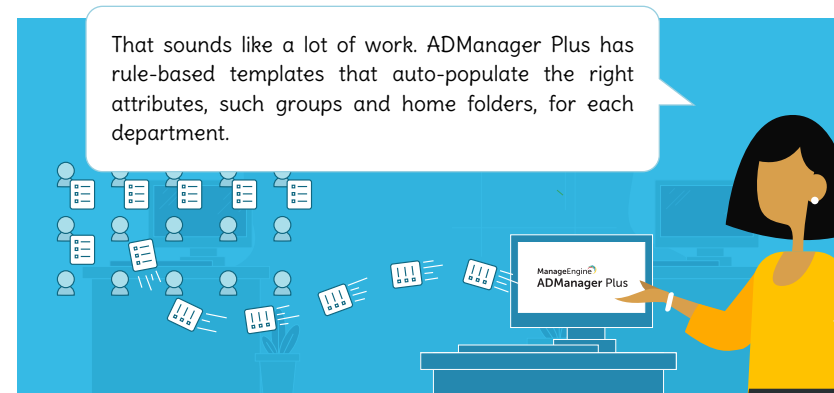 That sounds like a lot of work. ADManager Plus has
rule-based templates that auto-populate the right
attributes, such groups and home folders, for each
department.
ManageEngine
ADManager Plus